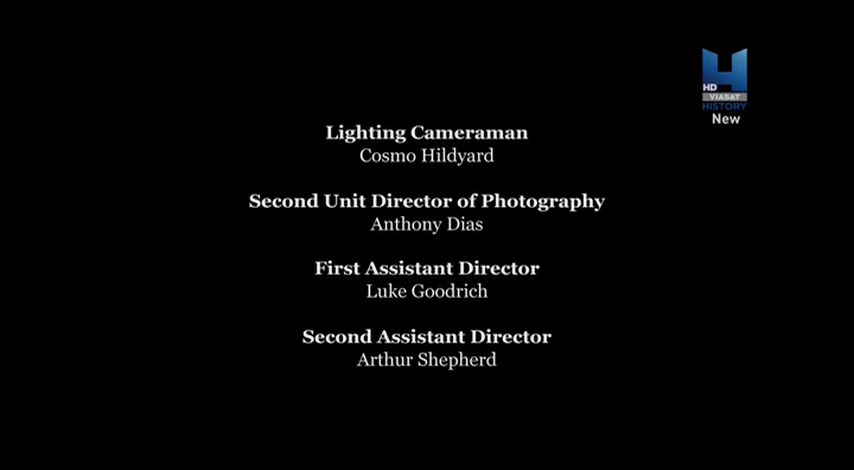 HD
VIASAT
HISTORY
New
Lighting Cameraman
Cosmo Hildyard
Second Unit Director of Photography
Anthony Dias
First Assistant Director
Luke Goodrich
Second Assistant Director
Arthur Shepherd